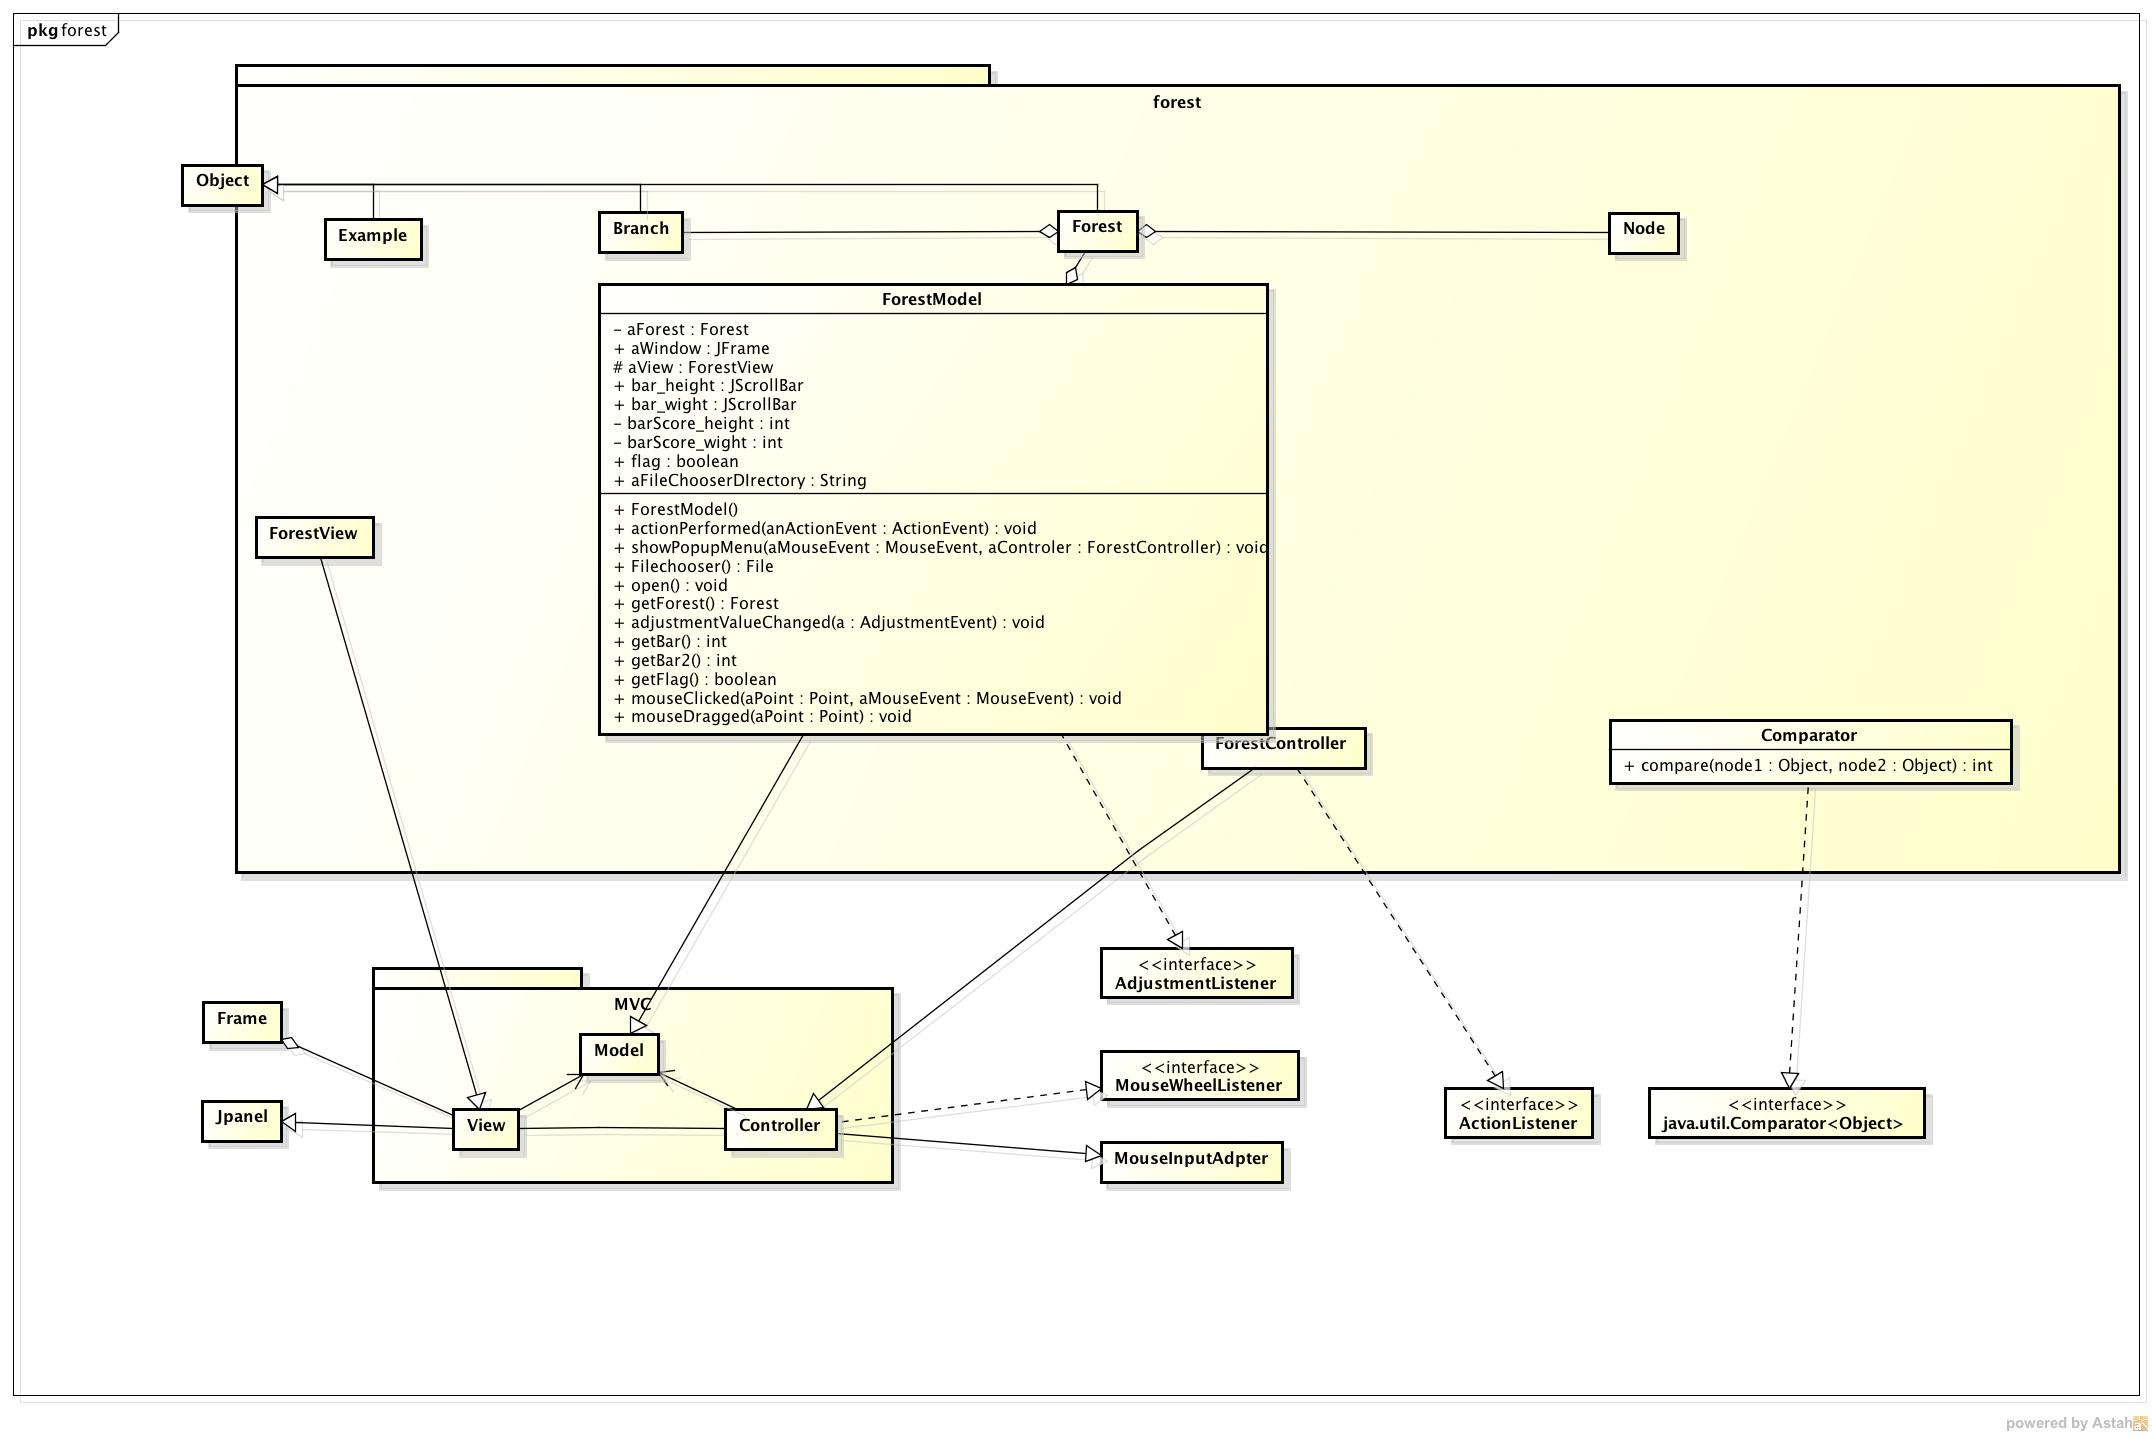 pkg forest
forest
Object
Example
Branch
Forest
Node
ForestModel
- aForest : Forest
+ aWindow : JFrame
# aView : ForestView
+ bar_height : JScrollBar
+ bar_wight : JScrollBar
- barScore_height : int
- barScore_wight : int
+ flag : boolean
+ aFileChooserDIrectory : String
+ ForestModel()
+ actionPerformed(anActionEvent : ActionEvent) : void
+ showPopupMenu(aMouseEvent : MouseEvent, aControler : ForestController) : void
+ Filechooser() : File
+ open() : void
+ getForest() : Forest
+ adjustmentValueChanged(a : AdjustmentEvent) : void
+ getBar() : int
+ getBar2() : int
+ getFlag() : boolean
+ mouseClicked(aPoint : Point, aMouseEvent : MouseEvent) : void
+ mouseDragged(aPoint : Point) : void
ForestView
ForestController
Comparator
+ compare(node1 : Object, node2 : Object) : int
MVC
Frame
Model
Jpanel
View
Controller
<<interface>>
AdjustmentListener
<<interface>>
MouseWheelListener
MouseInputAdpter
<<interface>>
ActionListener
<<interface>>
java.util.Comparator<Object>
powered by Astah